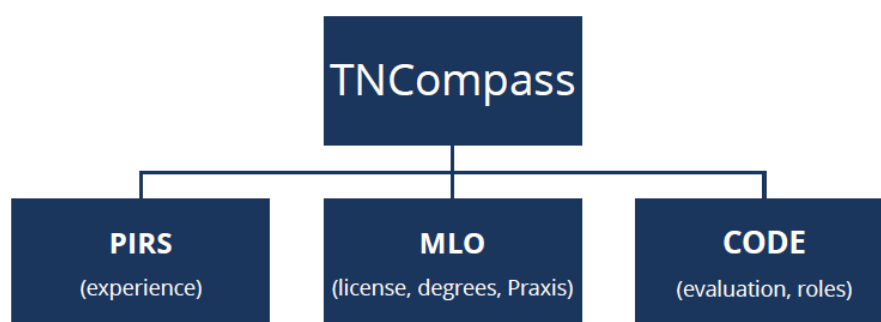 TNCompass
PIRS
(experience)
MLO
(license, degrees, Praxis)
CODE
(evaluation, roles)